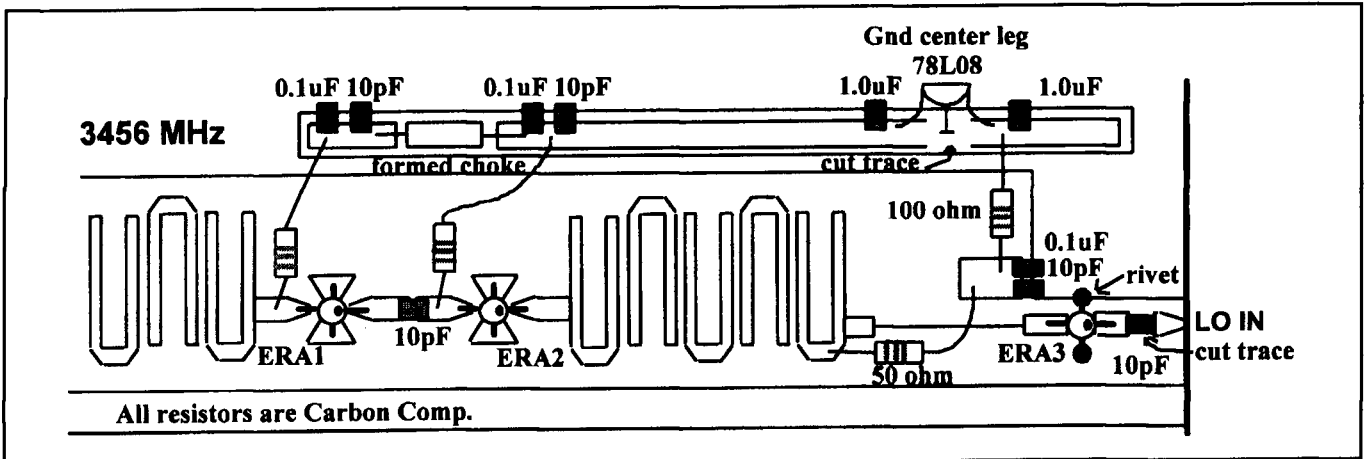 Gnd center leg
78L08
0.1uF 10pF
0.1uF 10pF
1.0uF
1.0uF
3456 MHz
formed choke
cut trace
100 ohm
0.1uF
10pF
rivet
LO IN
cut trace
ERA1
10pF
ERA2
50 ohm
ERA3
10pF
All resistors are Carbon Comp.